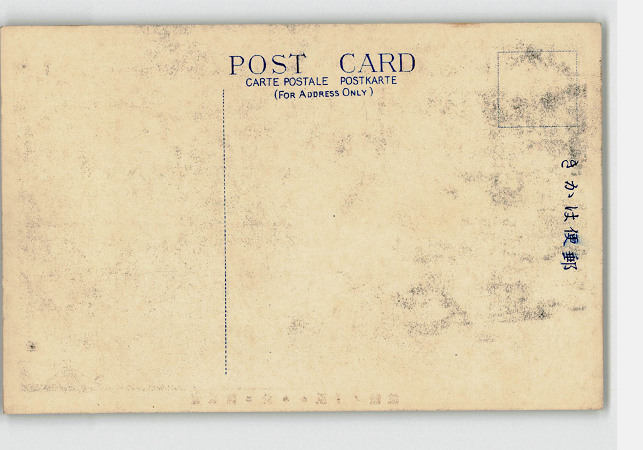 POST CARD
CARTE POSTALE POSTKARTE
(FOR ADDRESS ONLY)
きかは便郵